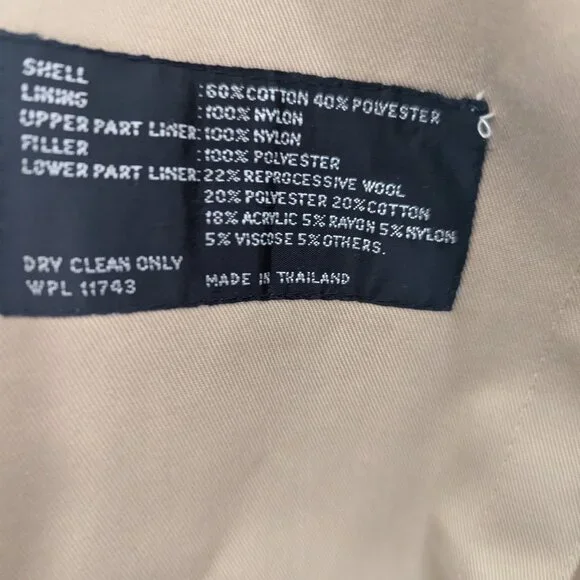 SHELL :60% COTTON 40% POLYESTER
LINING :100% NYLON
UPPER PART LINER:100% NYLON
FILLER :100% POLYESTER
LOWER PART LINER:22% REPROCESSIVE WOOL
20% POLYESTER 20% COTTON
18% ACRYLIC 5% RAYON 5% NYLON
5% VISCOSE 5% OTHERS.
DRY CLEAN ONLY
WPL 11743 MADE IN THAILAND